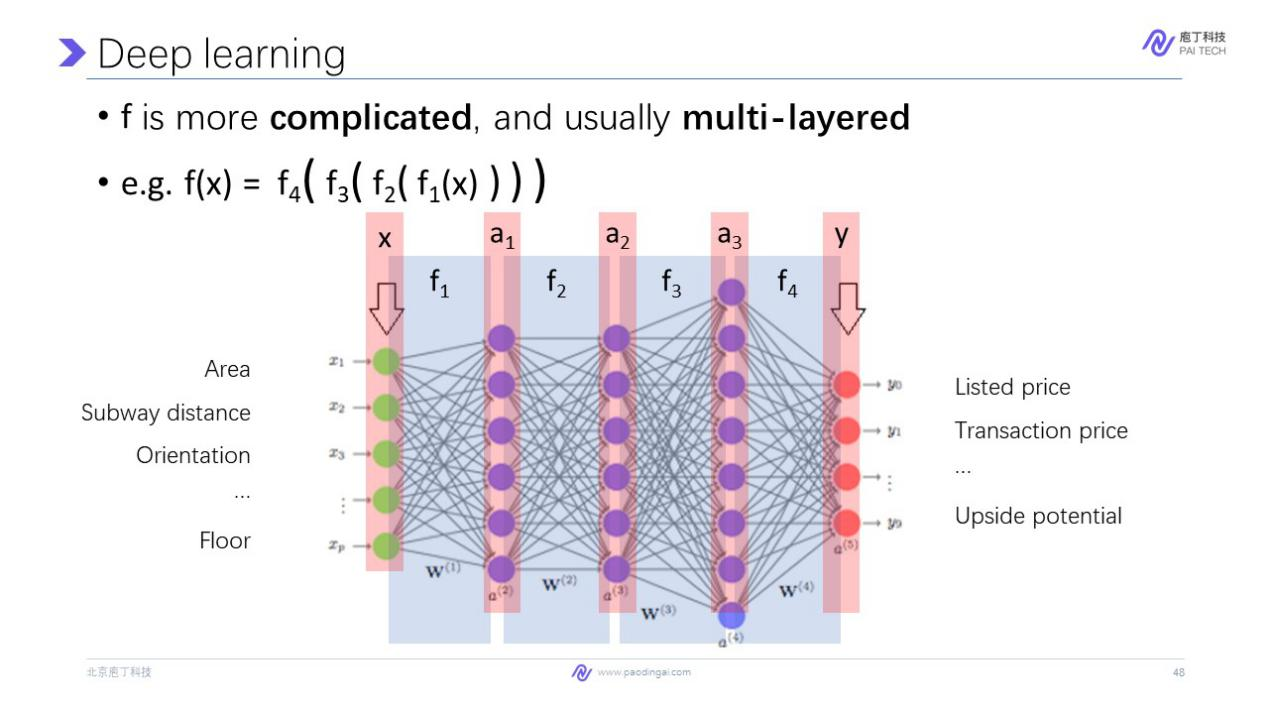 Deep learning
庖丁科技
PAI TECH
• f is more complicated, and usually multi-layered
• e.g. f(x) = f₄( f₃( f₂( f₁(x) ) ) )
x a₁ a₂ a₃ y
f₁ f₂ f₃ f₄
Area
Subway distance
Orientation
...
Floor
x₁
x₂
x₃
⋮
xₚ
W⁽¹⁾
a⁽²⁾
W⁽²⁾
a⁽³⁾
W⁽³⁾
a⁽⁴⁾
W⁽⁴⁾
a⁽⁵⁾
y₀
y₁
⋮
y₉
Listed price
Transaction price
...
Upside potential
北京庖丁科技
www.paodingai.com
48